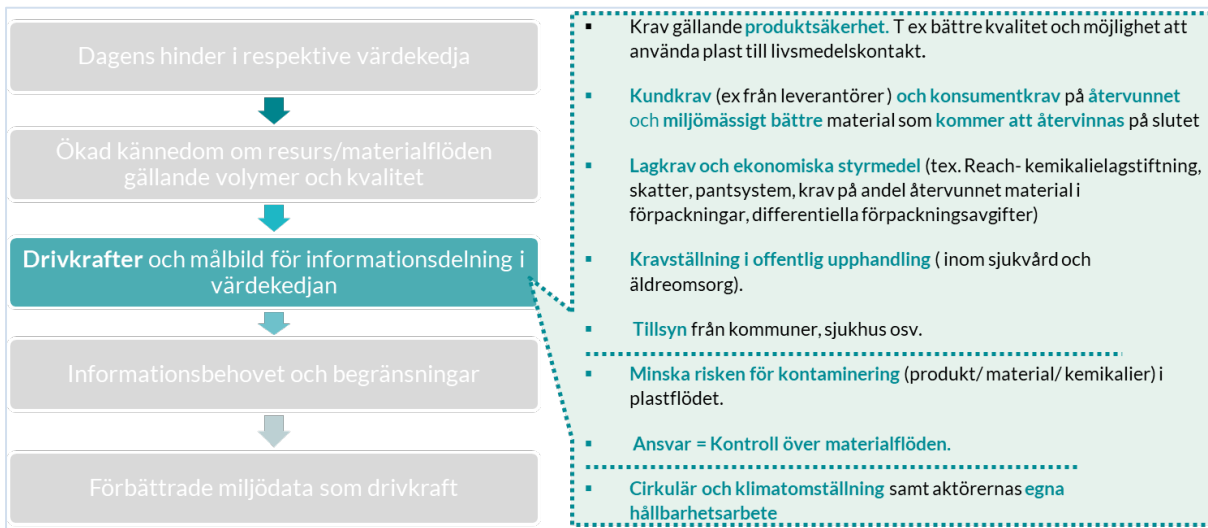 Dagens hinder i respektive värdekedja
Ökad kännedom om resurs/materialflöden
gällande volymer och kvalitet
Drivkrafter och målbild för informationsdelning i
värdekedjan
Informationsbehovet och begränsningar
Förbättrade miljödata som drivkraft
▪ Krav gällande produktsäkerhet. T ex bättre kvalitet och möjlighet att
använda plast till livsmedelskontakt.
▪ Kundkrav (ex från leverantörer) och konsumentkrav på återvunnet
och miljömässigt bättre material som kommer att återvinnas på slutet
▪ Lagkrav och ekonomiska styrmedel (tex. Reach- kemikalielagstiftning,
skatter, pantsystem, krav på andel återvunnet material i
förpackningar, differentiella förpackningsavgifter)
▪ Kravställning i offentlig upphandling ( inom sjukvård och
äldreomsorg).
▪ Tillsyn från kommuner, sjukhus osv.
▪ Minska risken för kontaminering (produkt/ material/ kemikalier) i
plastflödet.
▪ Ansvar = Kontroll över materialflöden.
▪ Cirkulär och klimatomställning samt aktörernas egna
hållbarhetsarbete